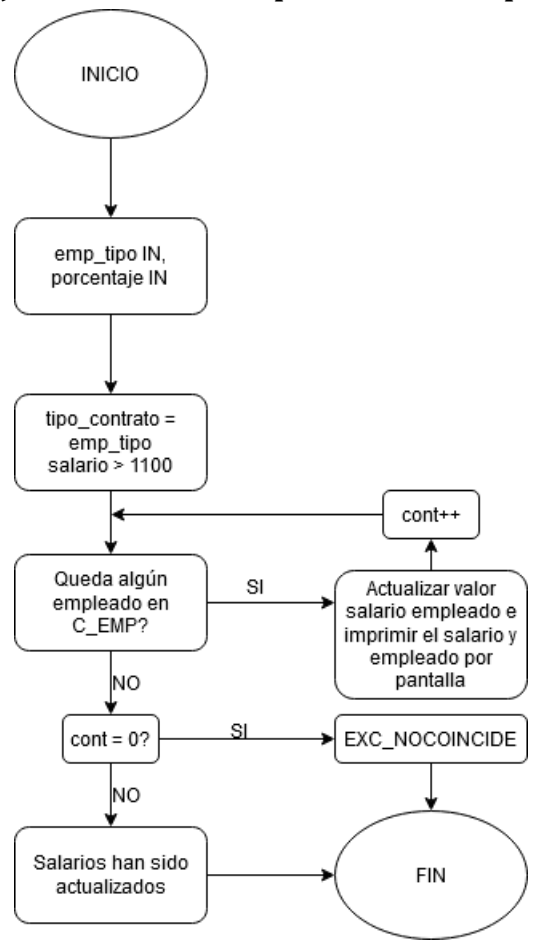 INICIO
emp_tipo IN,
porcentaje IN
tipo_contrato =
emp_tipo
salario > 1100
cont++
Queda algún
empleado en
C_EMP?
SI
Actualizar valor
salario empleado e
imprimir el salario y
empleado por
pantalla
NO
cont = 0?
SI
EXC_NOCOINCIDE
NO
Salarios han sido
actualizados
FIN